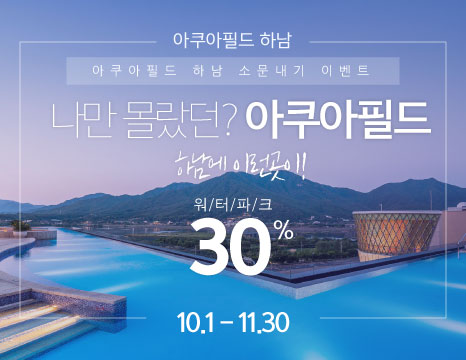 아쿠아필드 하남
아쿠아필드 하남 소문내기 이벤트
나만 몰랐던? 아쿠아필드
하남에 이런곳이!
워/터/파/크
30%
10.1 – 11.30